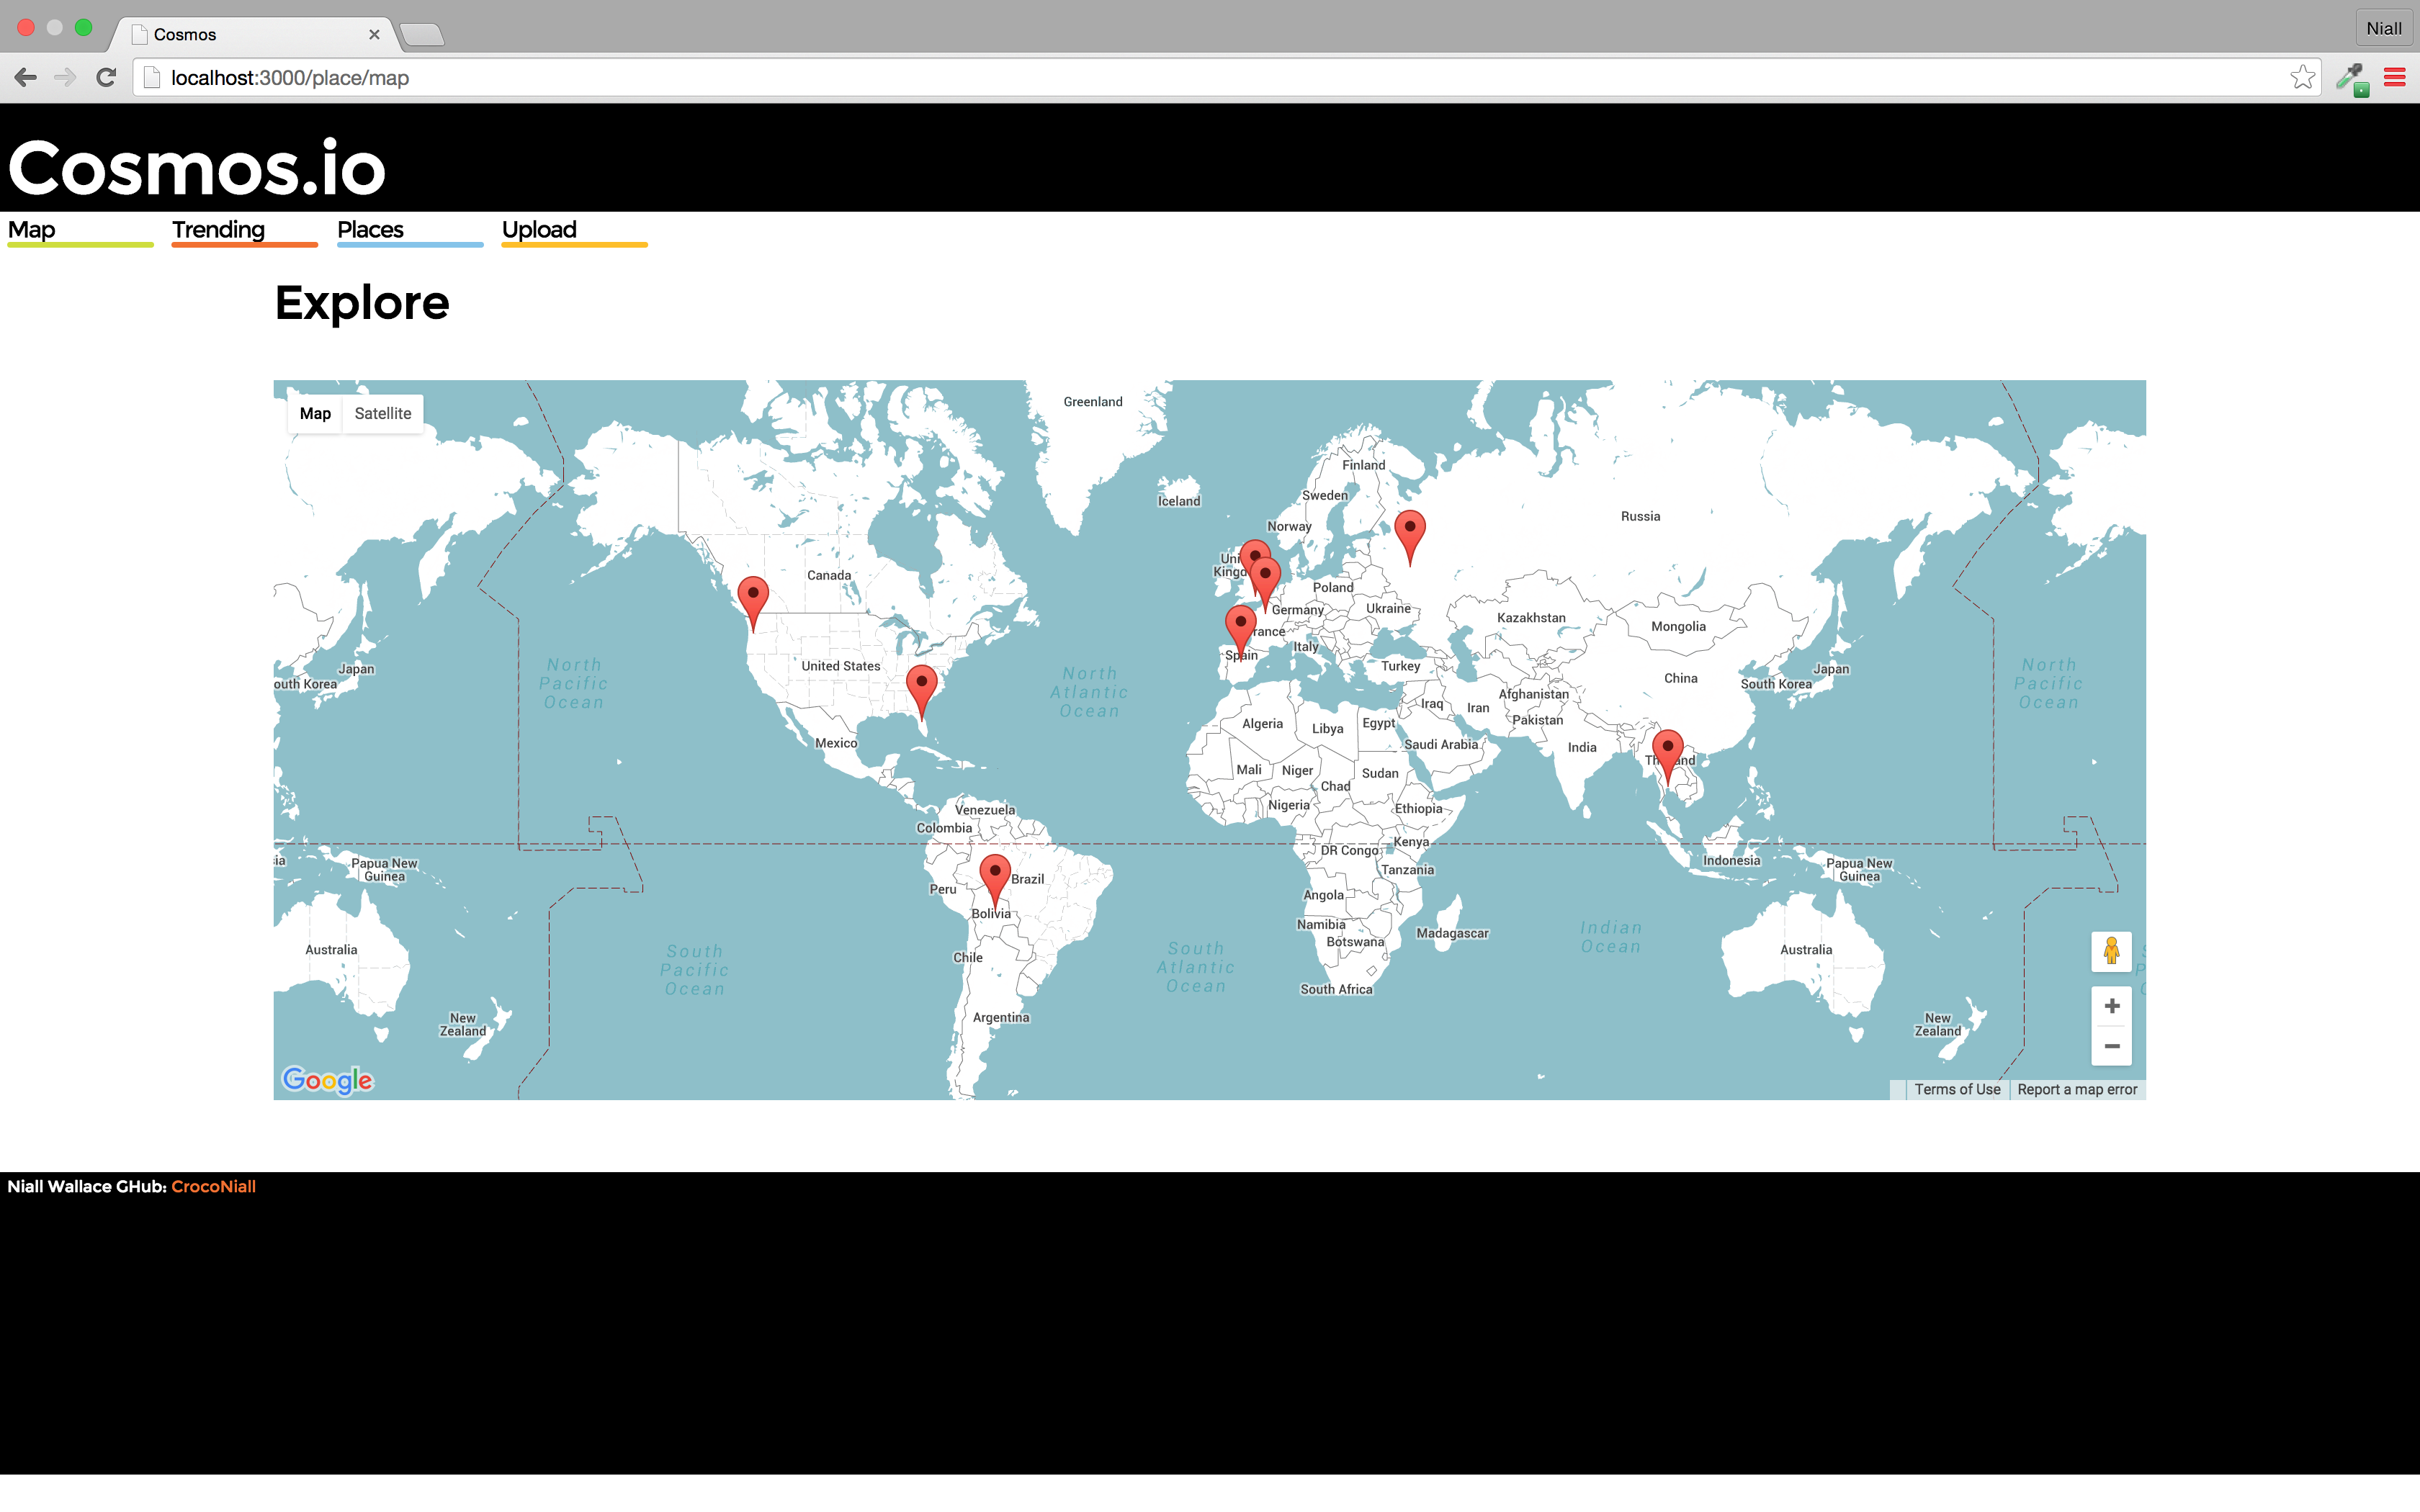 Cosmos
Niall
localhost:3000/place/map
Cosmos.io
Map
Trending
Places
Upload
Explore
Map
Satellite
Greenland
Finland
Iceland
Sweden
Norway
Russia
Canada
Poland
Germany
Ukraine
Kazakhstan
Mongolia
Italy
Spain
United States
Turkey
Japan
outh Korea
North
Pacific
Ocean
North
Atlantic
Ocean
China
Japan
South Korea
North
Pacific
Ocean
Afghanistan
Iraq
Iran
Pakistan
Algeria
Libya
Egypt
Saudi Arabia
India
Mexico
Mali
Niger
Sudan
Chad
Nigeria
Ethiopia
Venezuela
Colombia
Kenya
DR Congo
Tanzania
Indonesia
Papua New
Guinea
Papua New
Guinea
Peru
Brazil
Bolivia
Angola
Namibia
Botswana
Madagascar
Indian
Ocean
Australia
Australia
South
Pacific
Ocean
South
Atlantic
Ocean
Chile
South Africa
Argentina
New
Zealand
New
Zealand
Google
Terms of Use
Report a map error
Niall Wallace GHub: CrocoNiall